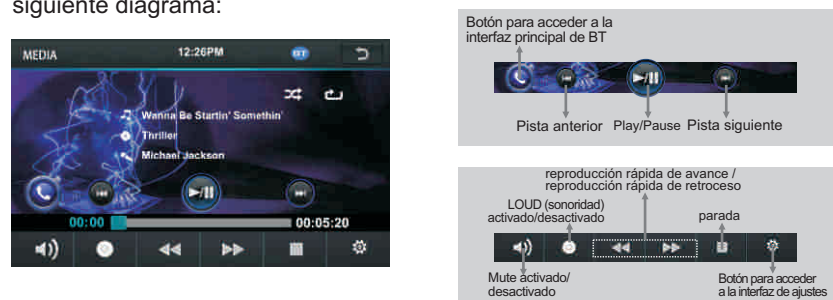 siguiente diagrama:
MEDIA
12:26PM
BT
Wanna Be Startin' Somethin'
Thriller
Michael Jackson
00:00
00:05:20
Botón para acceder a la
interfaz principal de BT
Pista anterior
Play/Pause
Pista siguiente
reproducción rápida de avance /
reproducción rápida de retroceso
LOUD (sonoridad)
activado/desactivado
parada
Mute activado/
desactivado
Botón para acceder
a la interfaz de ajustes